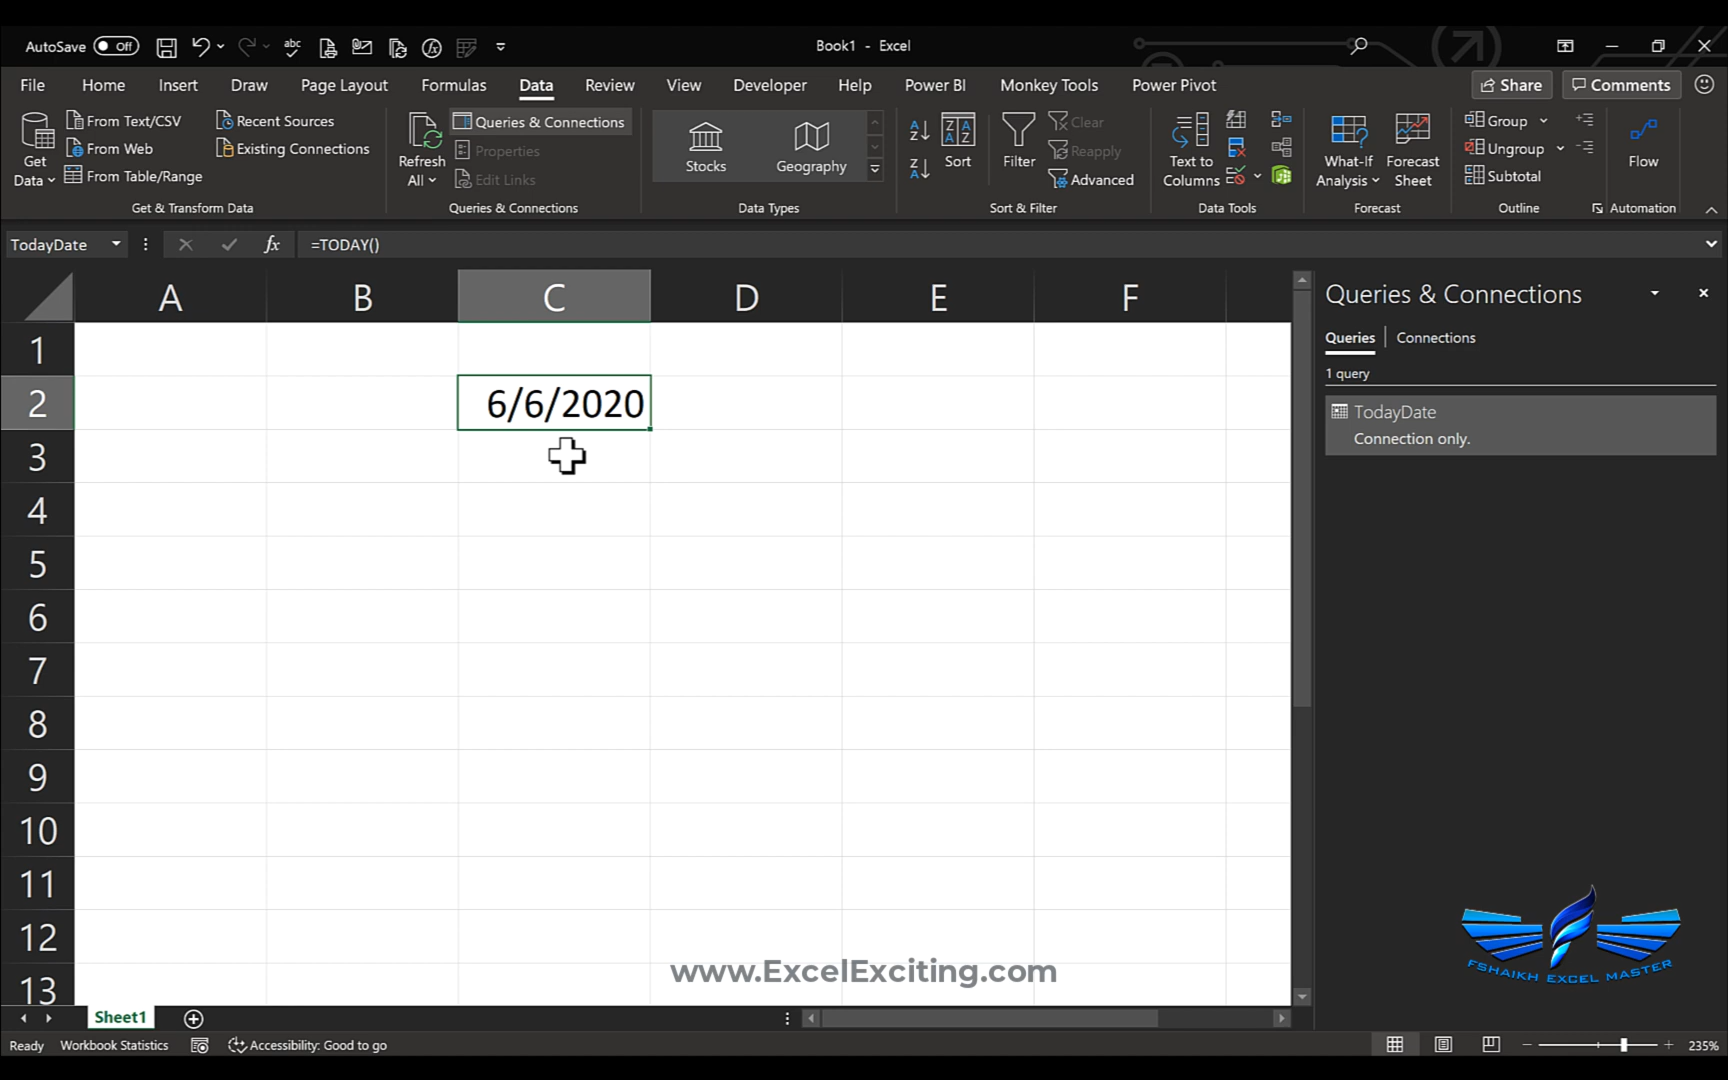 AutoSave Off Book1 - Excel
File Home Insert Draw Page Layout Formulas Data Review View Developer Help Power BI Monkey Tools Power Pivot Share Comments
Get Data
From Text/CSV
From Web
From Table/Range
Recent Sources
Existing Connections
Get & Transform Data
Refresh All
Queries & Connections
Properties
Edit Links
Queries & Connections
Stocks
Geography
Data Types
Sort
Filter
Clear
Reapply
Advanced
Sort & Filter
Text to Columns
Data Tools
What-If Analysis
Forecast Sheet
Forecast
Group
Ungroup
Subtotal
Outline
Flow
Automation
TodayDate fx =TODAY()
A B C D E F
1
2 6/6/2020
3
4
5
6
7
8
9
10
11
12
13
Queries & Connections
Queries Connections
1 query
TodayDate
Connection only.
FSHAIKH EXCEL MASTER
www.ExcelExciting.com
Sheet1
Ready Workbook Statistics Accessibility: Good to go 235%